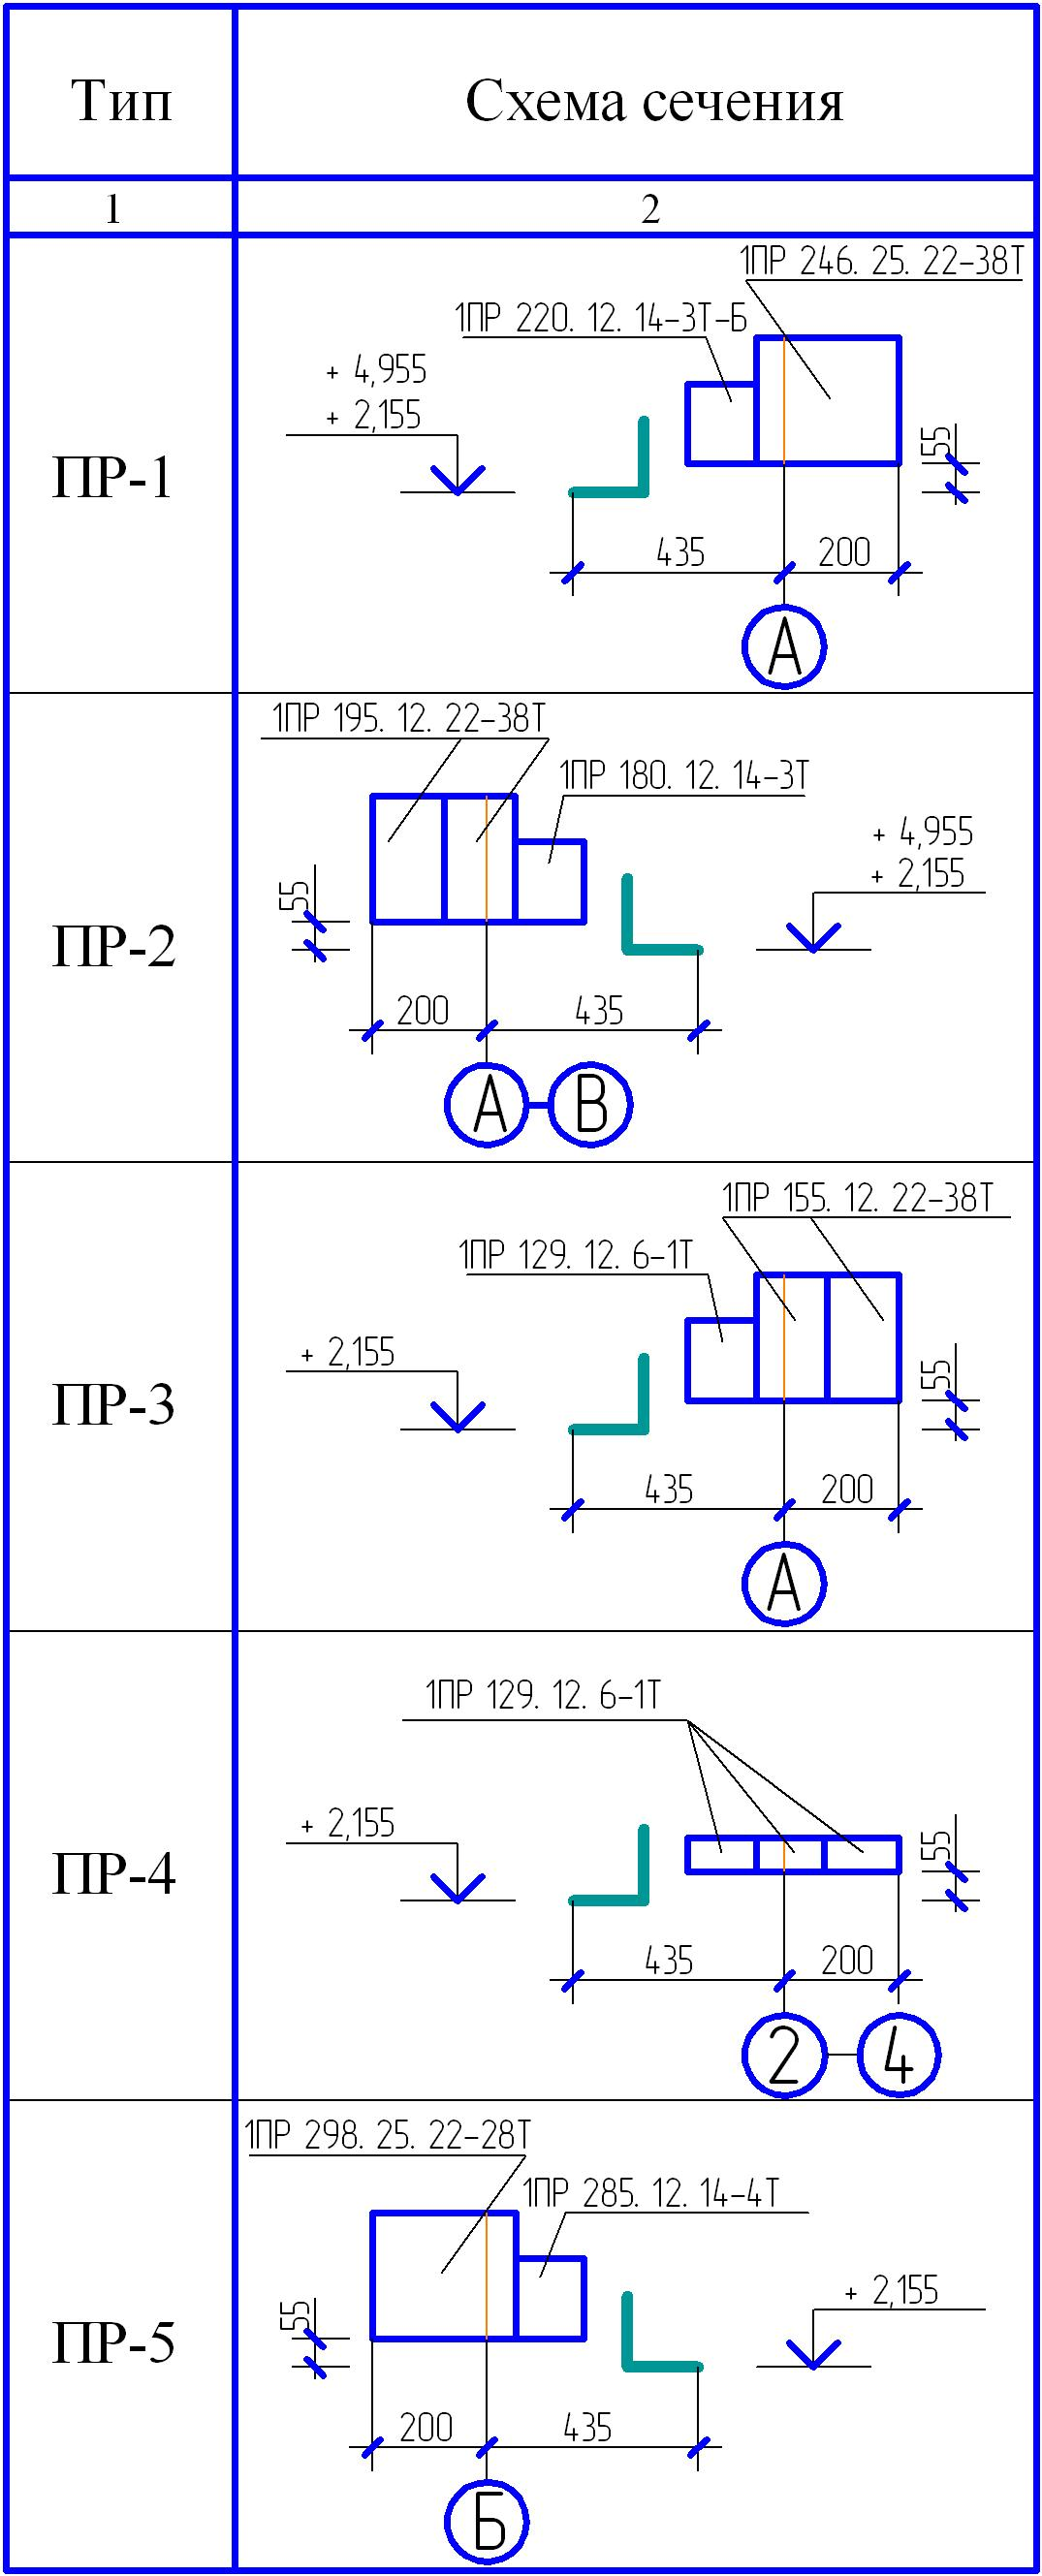 Тип
Схема сечения
1
2
ПР-1
1ПР 246. 25. 22-38Т
1ПР 220. 12. 14-3Т-Б
+ 4,955
+ 2,155
55
435
200
А
ПР-2
1ПР 195. 12. 22-38Т
1ПР 180. 12. 14-3Т
+ 4,955
+ 2,155
55
200
435
А
В
ПР-3
1ПР 155. 12. 22-38Т
1ПР 129. 12. 6-1Т
+ 2,155
55
435
200
А
ПР-4
1ПР 129. 12. 6-1Т
+ 2,155
55
435
200
2
4
ПР-5
1ПР 298. 25. 22-28Т
1ПР 285. 12. 14-4Т
+ 2,155
55
200
435
Б